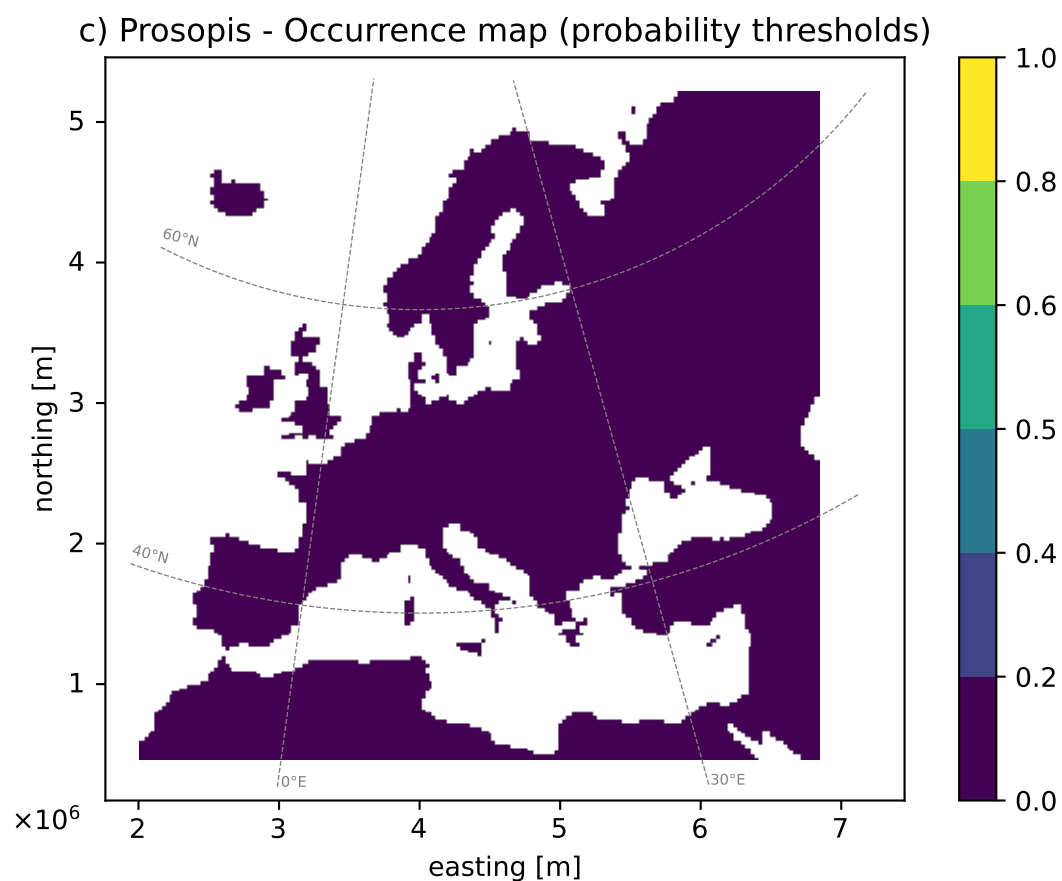 c) Prosopis - Occurrence map (probability thresholds)
1.0
0.8
0.6
0.5
0.4
0.2
0.0
northing [m]
5
4
3
2
1
60°N
40°N
0°E
30°E
×10⁶
2 3 4 5 6 7
easting [m]